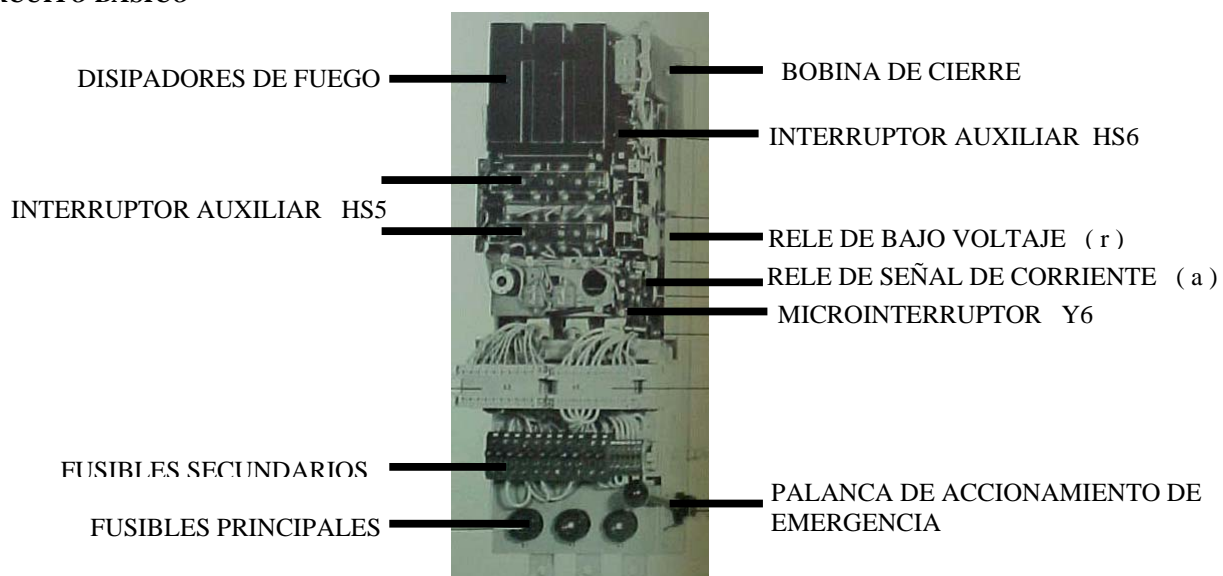 DISIPADORES DE FUEGO
BOBINA DE CIERRE
INTERRUPTOR AUXILIAR HS6
INTERRUPTOR AUXILIAR HS5
RELE DE BAJO VOLTAJE ( r )
RELE DE SEÑAL DE CORRIENTE ( a )
MICROINTERRUPTOR Y6
FUSIBLES SECUNDARIOS
PALANCA DE ACCIONAMIENTO DE
EMERGENCIA
FUSIBLES PRINCIPALES